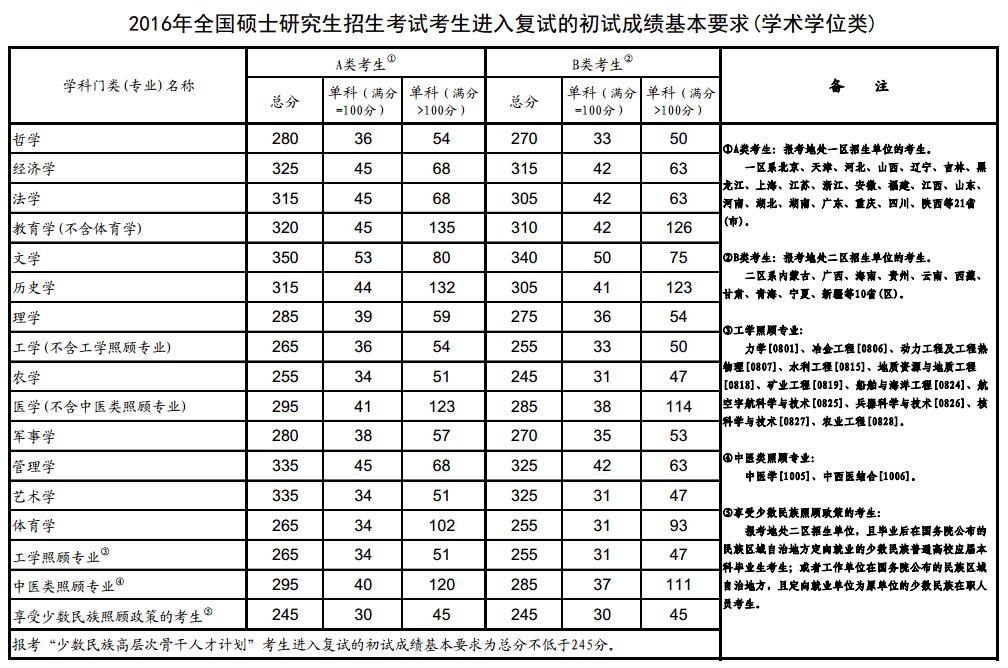 2016年全国硕士研究生招生考试考生进入复试的初试成绩基本要求(学术学位类)
学科门类(专业)名称 A类考生① B类考生② 备 注
总分 单科（满分=100分） 单科（满分>100分） 总分 单科（满分=100分） 单科（满分>100分）
哲学 280 36 54 270 33 50
经济学 325 45 68 315 42 63
法学 315 45 68 305 42 63
教育学(不含体育学) 320 45 135 310 42 126
文学 350 53 80 340 50 75
历史学 315 44 132 305 41 123
理学 285 39 59 275 36 54
工学(不含工学照顾专业) 265 36 54 255 33 50
农学 255 34 51 245 31 47
医学(不含中医类照顾专业) 295 41 123 285 38 114
军事学 280 38 57 270 35 53
管理学 335 45 68 325 42 63
艺术学 335 34 51 325 31 47
体育学 265 34 102 255 31 93
工学照顾专业③ 265 34 51 255 31 47
中医类照顾专业④ 295 40 120 285 37 111
享受少数民族照顾政策的考生⑤ 245 30 45 245 30 45
报考“少数民族高层次骨干人才计划”考生进入复试的初试成绩基本要求为总分不低于245分。
①A类考生：报考地处一区招生单位的考生。
一区系北京、天津、河北、山西、辽宁、吉林、黑
龙江、上海、江苏、浙江、安徽、福建、江西、山东、
河南、湖北、湖南、广东、重庆、四川、陕西等21省
(市)。
②B类考生：报考地处二区招生单位的考生。
二区系内蒙古、广西、海南、贵州、云南、西藏、
甘肃、青海、宁夏、新疆等10省(区)。
③工学照顾专业：
力学[0801]、冶金工程[0806]、动力工程及工程热
物理[0807]、水利工程[0815]、地质资源与地质工程
[0818]、矿业工程[0819]、船舶与海洋工程[0824]、航
空宇航科学与技术[0825]、兵器科学与技术[0826]、核
科学与技术[0827]、农业工程[0828]。
④中医类照顾专业：
中医学[1005]、中西医结合[1006]。
⑤享受少数民族照顾政策的考生：
报考地处二区招生单位，且毕业后在国务院公布的
民族区域自治地方定向就业的少数民族普通高校应届本
科毕业生考生；或者工作单位在国务院公布的民族区域
自治地方，且定向就业单位为原单位的少数民族在职人
员考生。